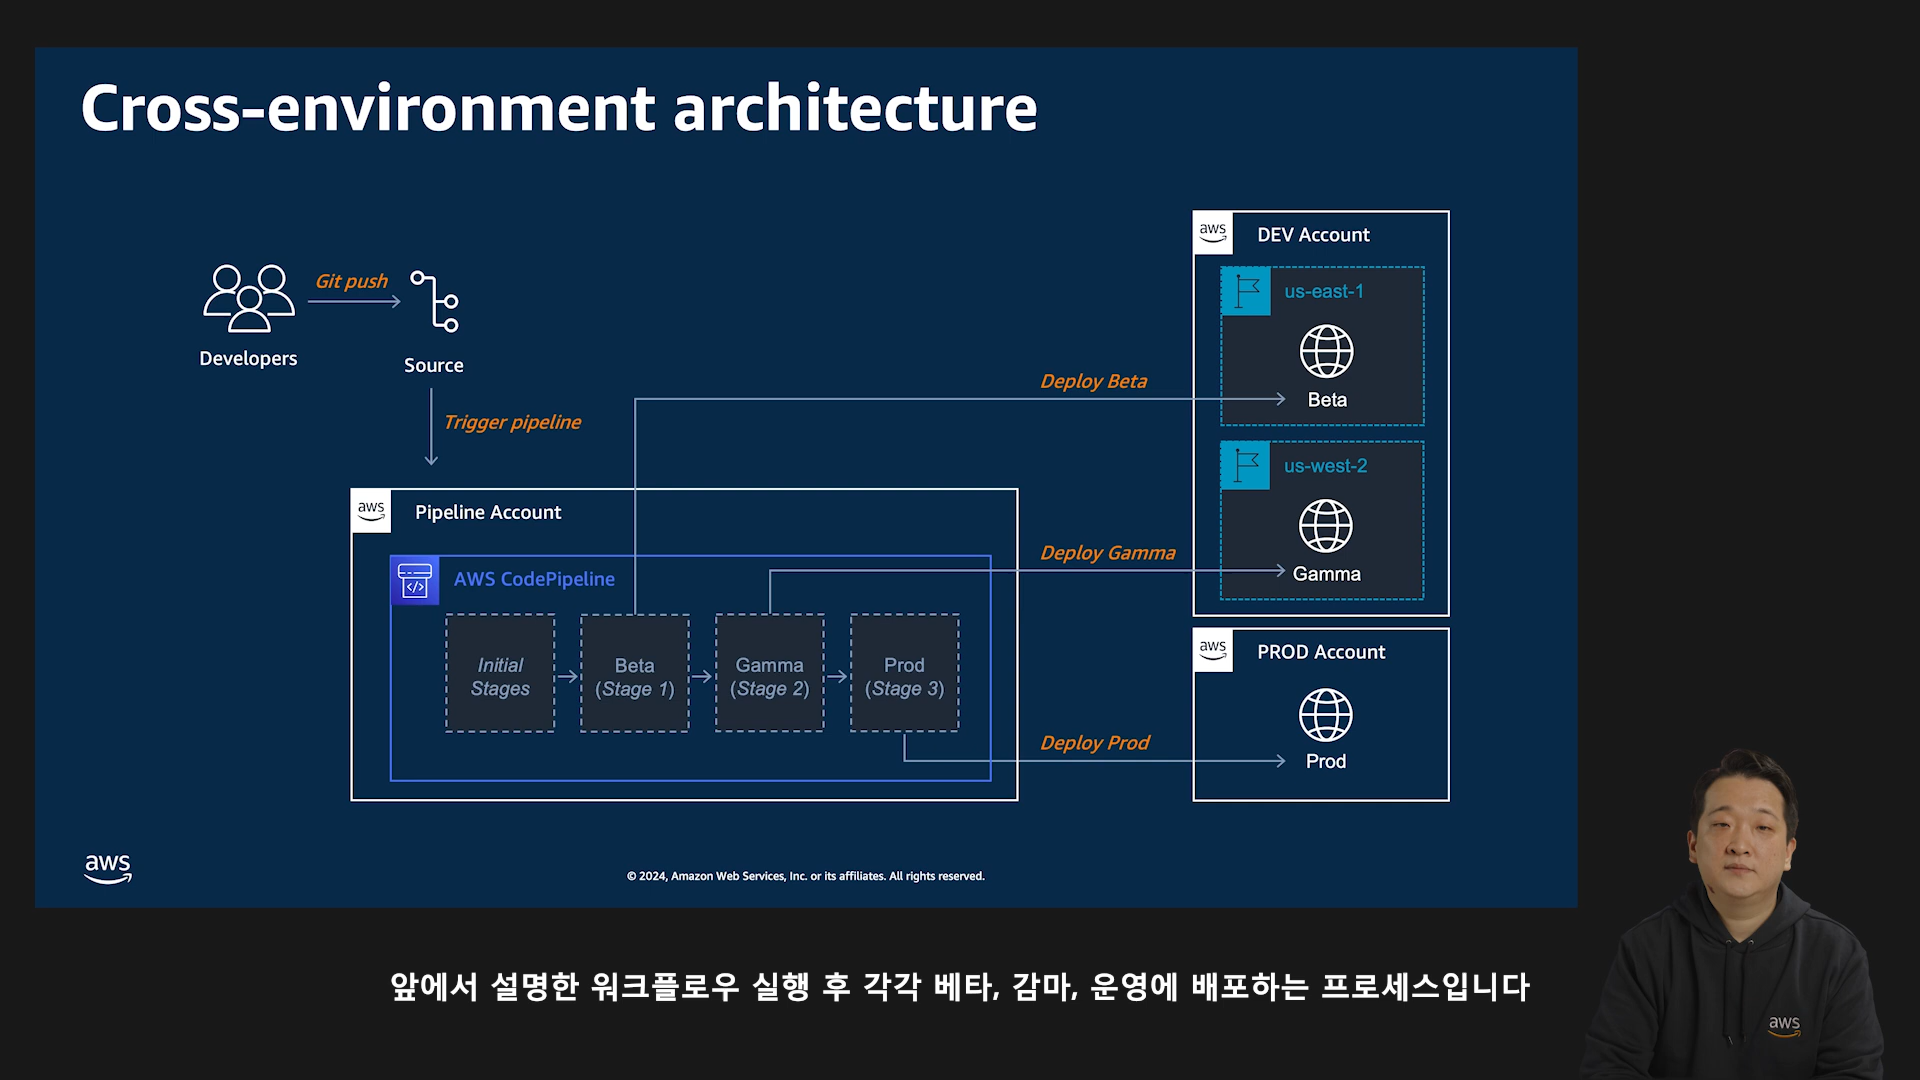 Cross-environment architecture
Developers
Git push
Source
Trigger pipeline
aws
Pipeline Account
AWS CodePipeline
Initial
Stages
Beta
(Stage 1)
Gamma
(Stage 2)
Prod
(Stage 3)
Deploy Beta
Deploy Gamma
Deploy Prod
aws
DEV Account
us-east-1
Beta
us-west-2
Gamma
aws
PROD Account
Prod
aws
© 2024, Amazon Web Services, Inc. or its affiliates. All rights reserved.
aws
앞에서 설명한 워크플로우 실행 후 각각 베타, 감마, 운영에 배포하는 프로세스입니다